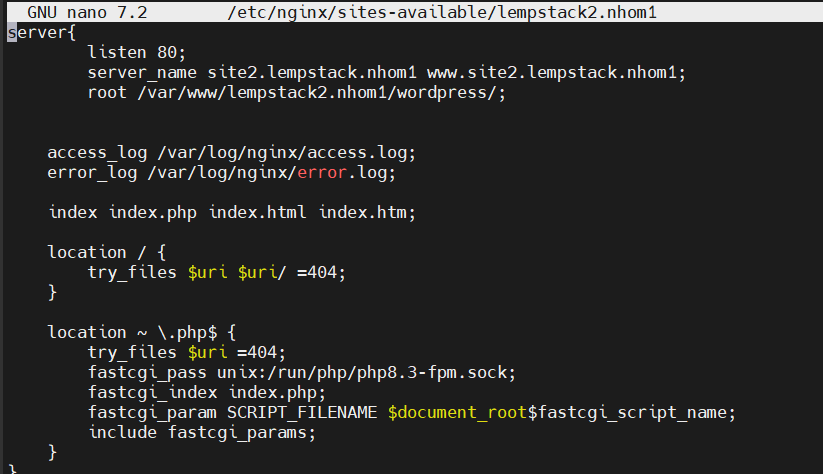 GNU nano 7.2 /etc/nginx/sites-available/lempstack2.nhom1
server{
listen 80;
server_name site2.lempstack.nhom1 www.site2.lempstack.nhom1;
root /var/www/lempstack2.nhom1/wordpress/;
access_log /var/log/nginx/access.log;
error_log /var/log/nginx/error.log;
index index.php index.html index.htm;
location / {
try_files $uri $uri/ =404;
}
location ~ \.php$ {
try_files $uri =404;
fastcgi_pass unix:/run/php/php8.3-fpm.sock;
fastcgi_index index.php;
fastcgi_param SCRIPT_FILENAME $document_root$fastcgi_script_name;
include fastcgi_params;
}
}